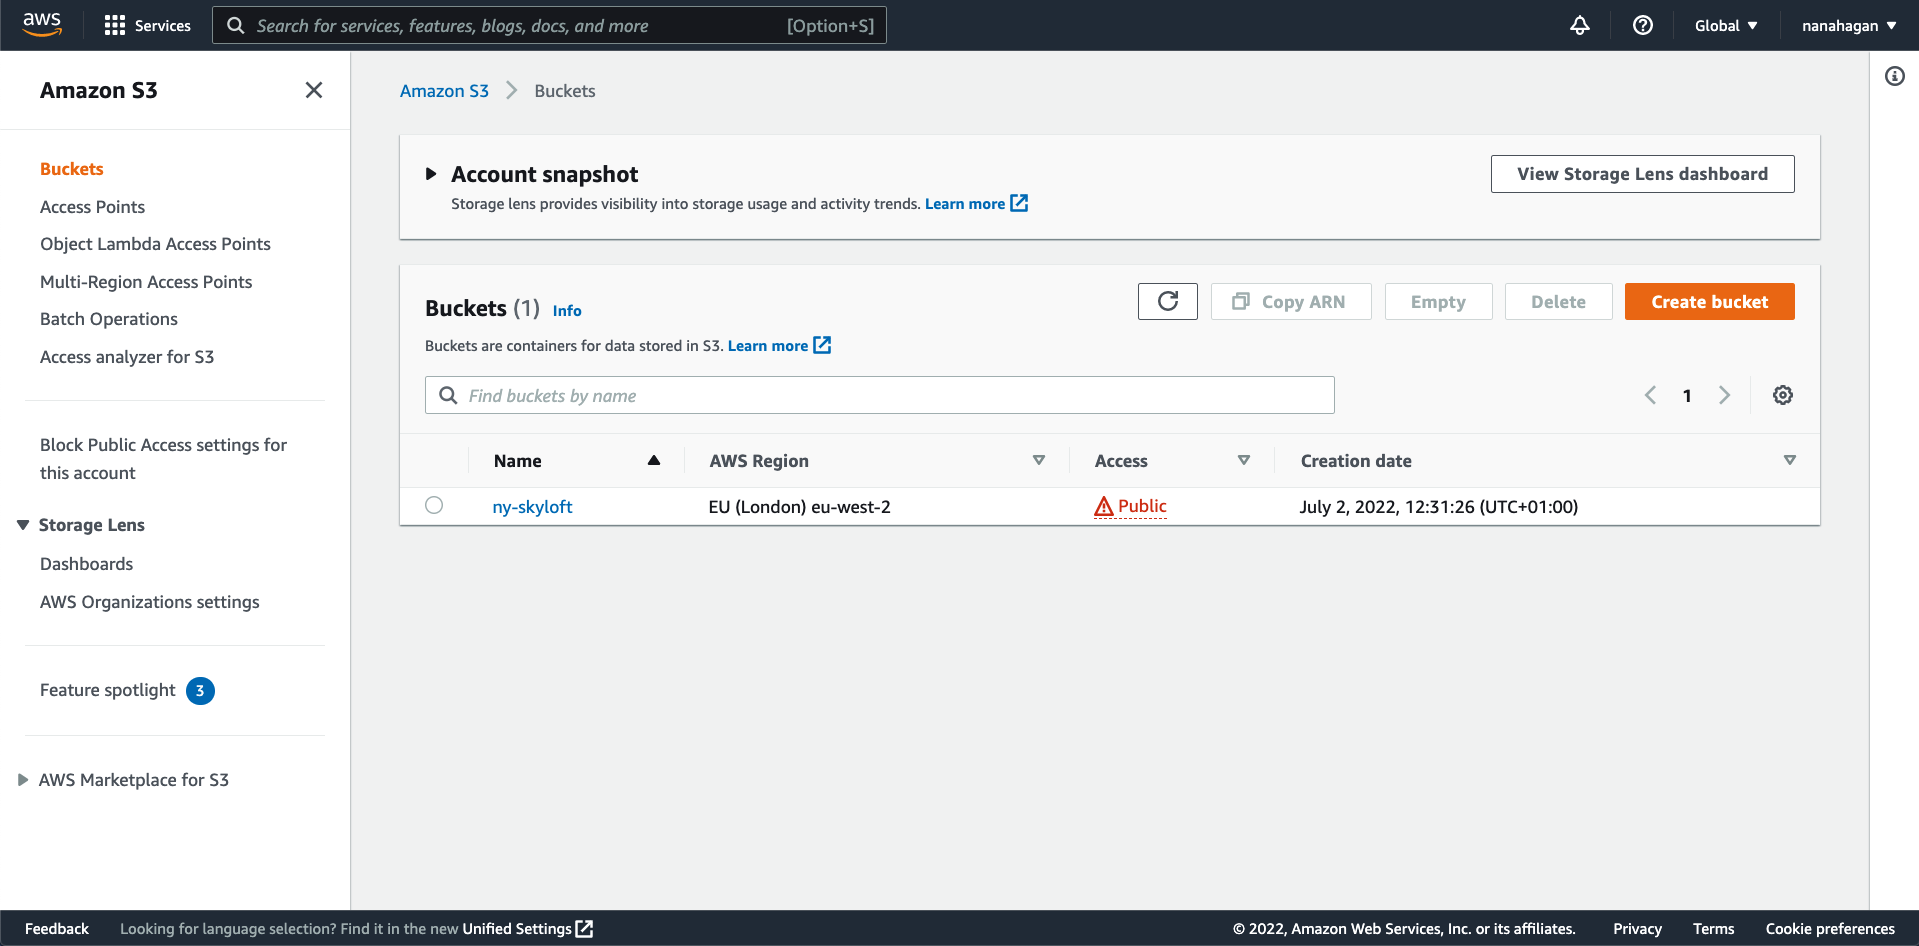 aws
Services
Search for services, features, blogs, docs, and more
[Option+S]
Global
nanahagan
Amazon S3
Buckets
Access Points
Object Lambda Access Points
Multi-Region Access Points
Batch Operations
Access analyzer for S3
Block Public Access settings for
this account
Storage Lens
Dashboards
AWS Organizations settings
Feature spotlight 3
AWS Marketplace for S3
Amazon S3 Buckets
Account snapshot
View Storage Lens dashboard
Storage lens provides visibility into storage usage and activity trends. Learn more
Buckets (1) Info
Copy ARN
Empty
Delete
Create bucket
Buckets are containers for data stored in S3. Learn more
Find buckets by name
1
Name AWS Region Access Creation date
ny-skyloft EU (London) eu-west-2 Public July 2, 2022, 12:31:26 (UTC+01:00)
Feedback Looking for language selection? Find it in the new Unified Settings © 2022, Amazon Web Services, Inc. or its affiliates. Privacy Terms Cookie preferences